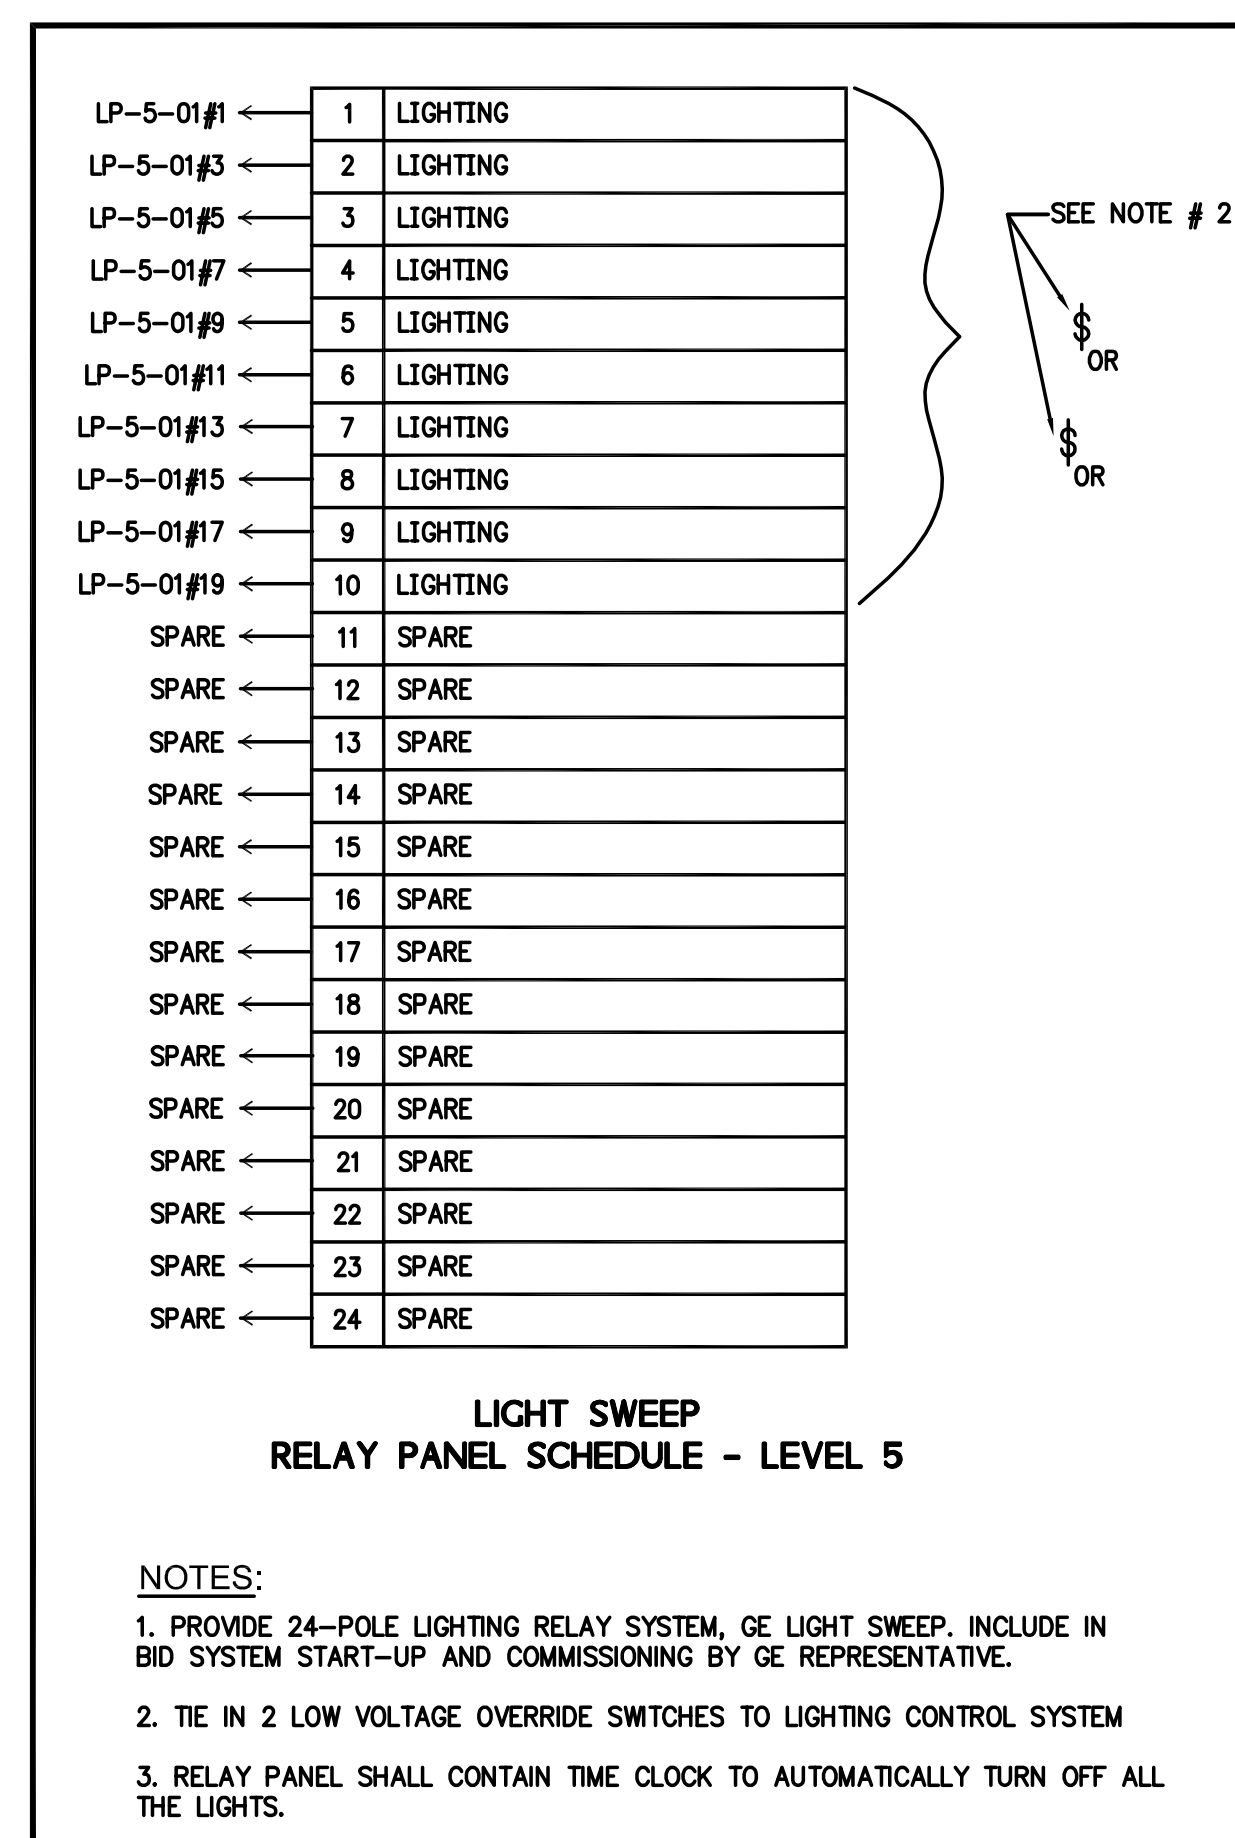 LP-5-01#1 1 LIGHTING
LP-5-01#3 2 LIGHTING
LP-5-01#5 3 LIGHTING
SEE NOTE # 2
LP-5-01#7 4 LIGHTING
LP-5-01#9 5 LIGHTING
$
OR
LP-5-01#11 6 LIGHTING
LP-5-01#13 7 LIGHTING
$
OR
LP-5-01#15 8 LIGHTING
LP-5-01#17 9 LIGHTING
LP-5-01#19 10 LIGHTING
SPARE 11 SPARE
SPARE 12 SPARE
SPARE 13 SPARE
SPARE 14 SPARE
SPARE 15 SPARE
SPARE 16 SPARE
SPARE 17 SPARE
SPARE 18 SPARE
SPARE 19 SPARE
SPARE 20 SPARE
SPARE 21 SPARE
SPARE 22 SPARE
SPARE 23 SPARE
SPARE 24 SPARE
LIGHT SWEEP
RELAY PANEL SCHEDULE - LEVEL 5
NOTES:
1. PROVIDE 24-POLE LIGHTING RELAY SYSTEM, GE LIGHT SWEEP. INCLUDE IN
BID SYSTEM START-UP AND COMMISSIONING BY GE REPRESENTATIVE.
2. TIE IN 2 LOW VOLTAGE OVERRIDE SWITCHES TO LIGHTING CONTROL SYSTEM
3. RELAY PANEL SHALL CONTAIN TIME CLOCK TO AUTOMATICALLY TURN OFF ALL
THE LIGHTS.